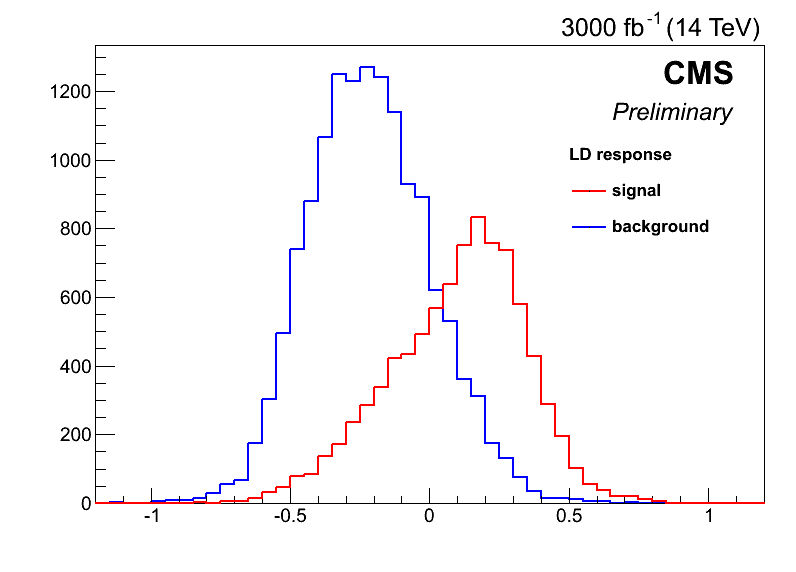 3000 fb⁻¹ (14 TeV)
CMS
Preliminary
LD response
signal
background
1200
1000
800
600
400
200
0
-1 -0.5 0 0.5 1